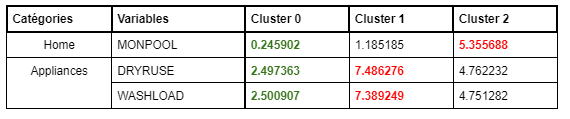 Catégories Variables Cluster 0 Cluster 1 Cluster 2
Home MONPOOL 0.245902 1.185185 5.355688
Appliances DRYRUSE 2.497363 7.486276 4.762232
WASHLOAD 2.500907 7.389249 4.751282